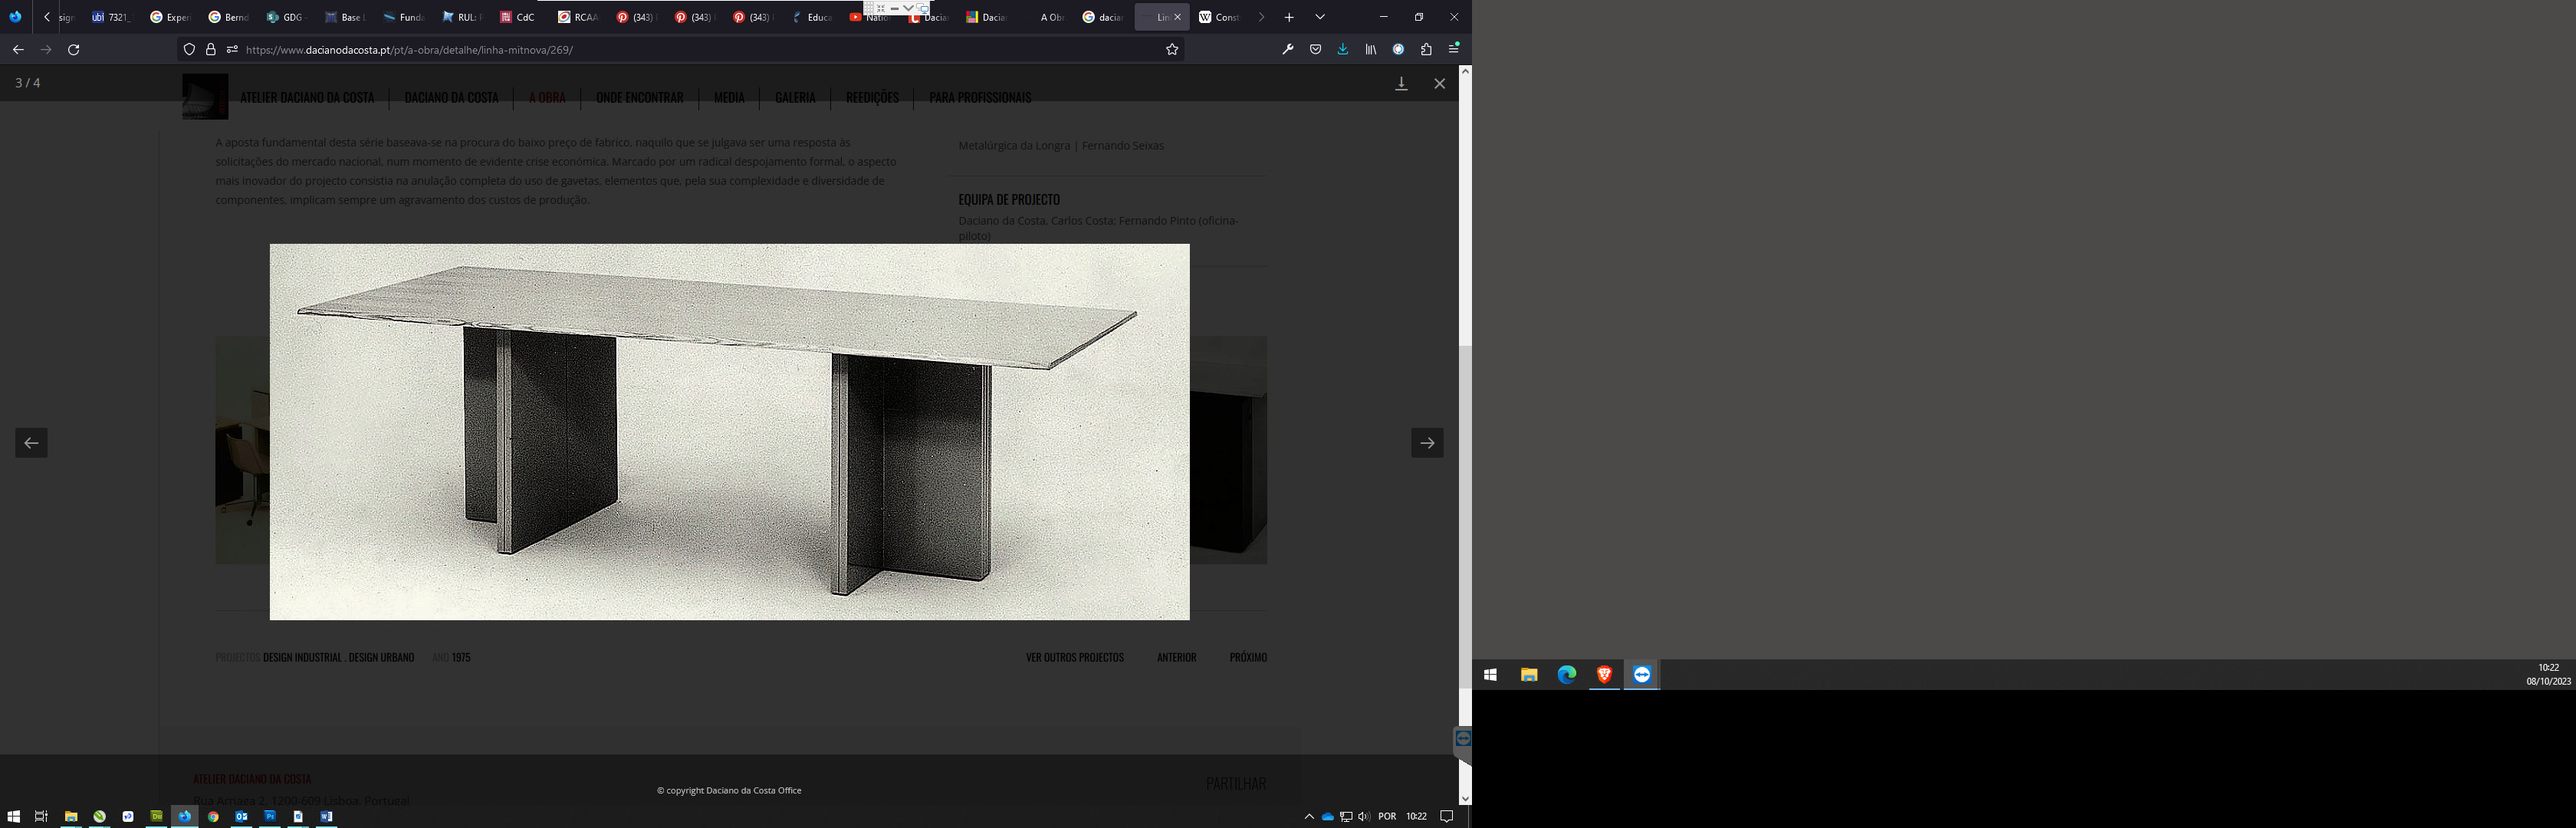 sign
7321_
Exper
Bernd
GDG -
Base L
Funda
RUL: F
CdC
RCAA
(343) 
(343) 
(343) 
Educa
Nation
Dacian
Dacia
A Ob
dacian
Lin
Const
https://www.dacianodacosta.pt/pt/a-obra/detalhe/linha-mitnova/269/
3 / 4
ATELIER DACIANO DA COSTA
DACIANO DA COSTA
A OBRA
ONDE ENCONTRAR
MEDIA
GALERIA
REEDIÇÕES
PARA PROFISSIONAIS
A aposta fundamental desta série baseava-se na procura do baixo preço de fabrico, naquilo que se julgava ser uma resposta às
solicitações do mercado nacional, num momento de evidente crise económica. Marcado por um radical despojamento formal, o aspecto
mais inovador do projecto consistia na anulação completa do uso de gavetas, elementos que, pela sua complexidade e diversidade de
componentes, implicam sempre um agravamento dos custos de produção.
Metalúrgica da Longra | Fernando Seixas
EQUIPA DE PROJECTO
Daciano da Costa, Carlos Costa; Fernando Pinto (oficina-
piloto)
PROJECTOS DESIGN INDUSTRIAL . DESIGN URBANO
ANO 1975
VER OUTROS PROJECTOS
ANTERIOR
PRÓXIMO
ATELIER DACIANO DA COSTA
PARTILHAR
Rua Arriaga 2, 1200-609 Lisboa, Portugal
© copyright Daciano da Costa Office
POR
10:22
10:22
08/10/2023